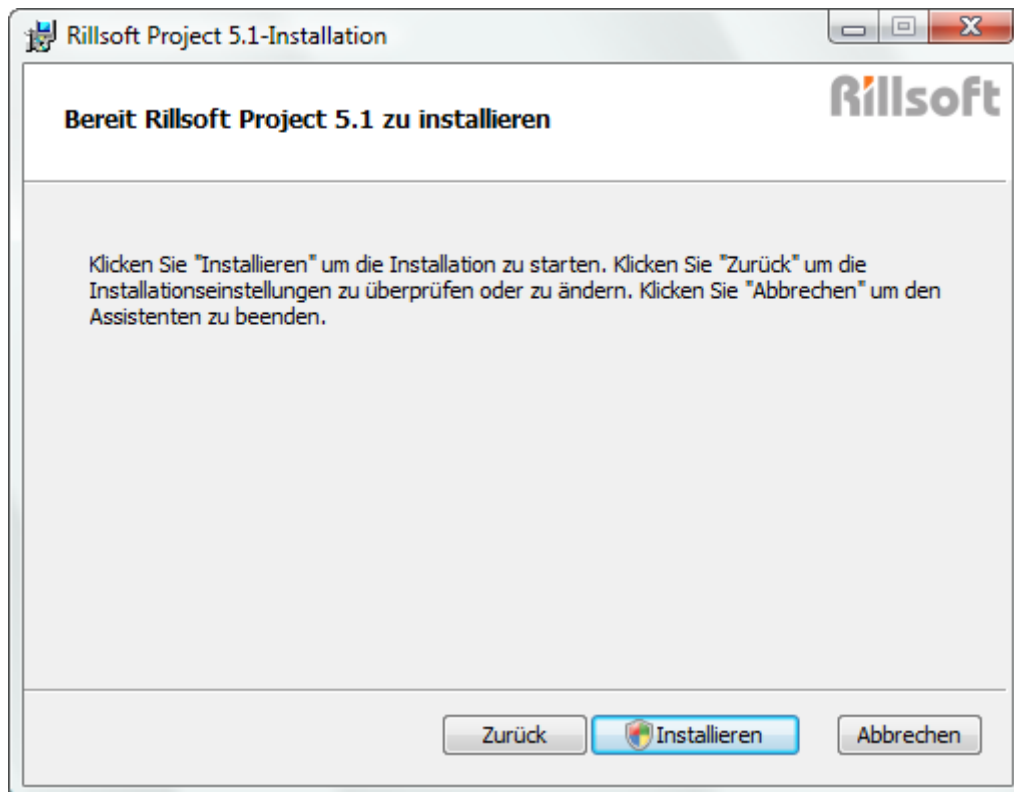 Rillsoft Project 5.1-Installation
Rillsoft
Bereit Rillsoft Project 5.1 zu installieren
Klicken Sie "Installieren" um die Installation zu starten. Klicken Sie "Zurück" um die
Installationseinstellungen zu überprüfen oder zu ändern. Klicken Sie "Abbrechen" um den
Assistenten zu beenden.
Zurück Installieren Abbrechen